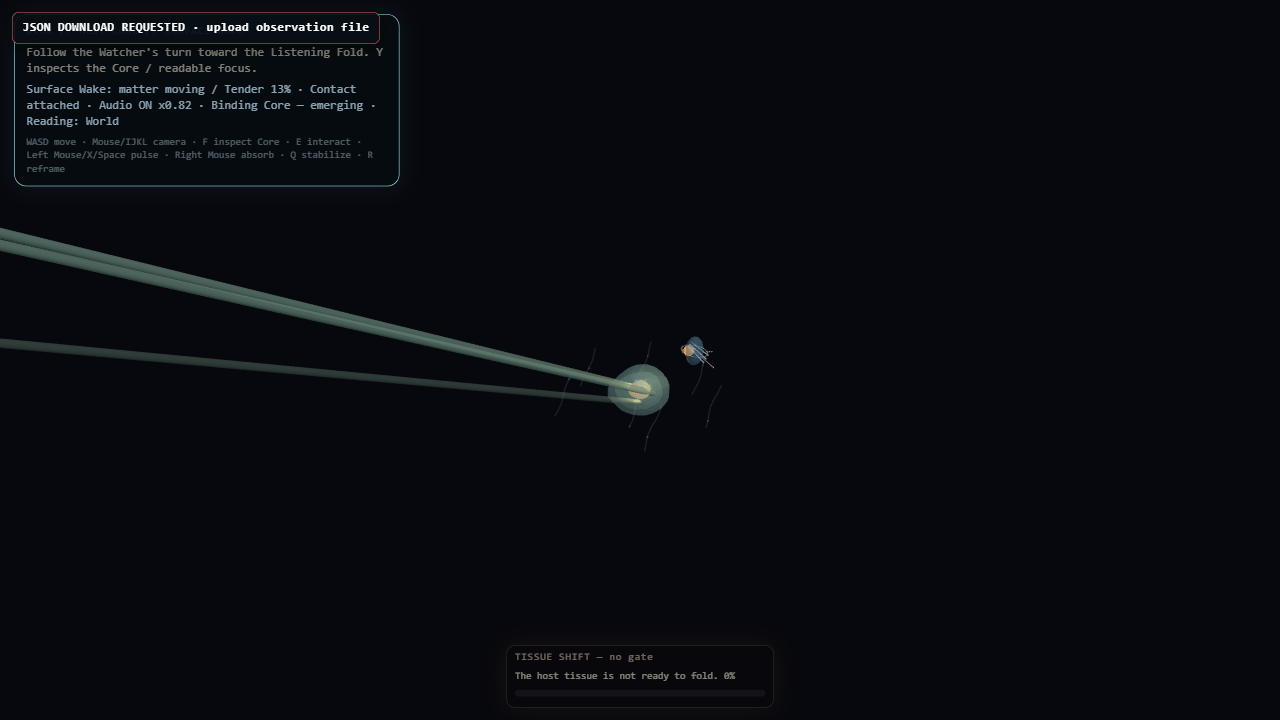 JSON DOWNLOAD REQUESTED · upload observation file
Follow the Watcher's turn toward the Listening Fold. Y
inspects the Core / readable focus.
Surface Wake: matter moving / Tender 13% · Contact
attached · Audio ON x0.82 · Binding Core — emerging ·
Reading: World
WASD move · Mouse/IJKL camera · F inspect Core · E interact ·
Left Mouse/X/Space pulse · Right Mouse absorb · Q stabilize · R
reframe
TISSUE SHIFT — no gate
The host tissue is not ready to fold. 0%